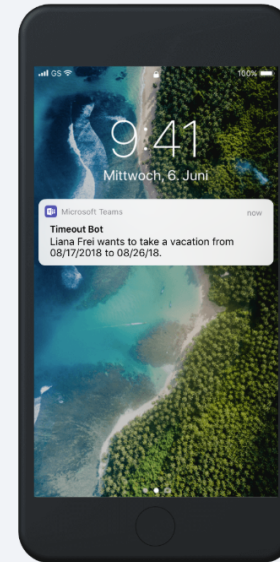 GS
100%
9:41
Mittwoch, 6. Juni
Microsoft Teams now
Timeout Bot
Liana Frei wants to take a vacation from
08/17/2018 to 08/26/18.